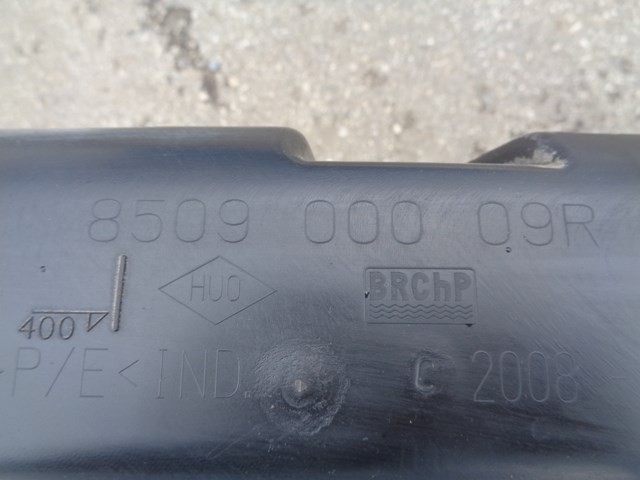 8509 000 09R
HUO
BRChP
400
>P/E< IND. C 2008 -